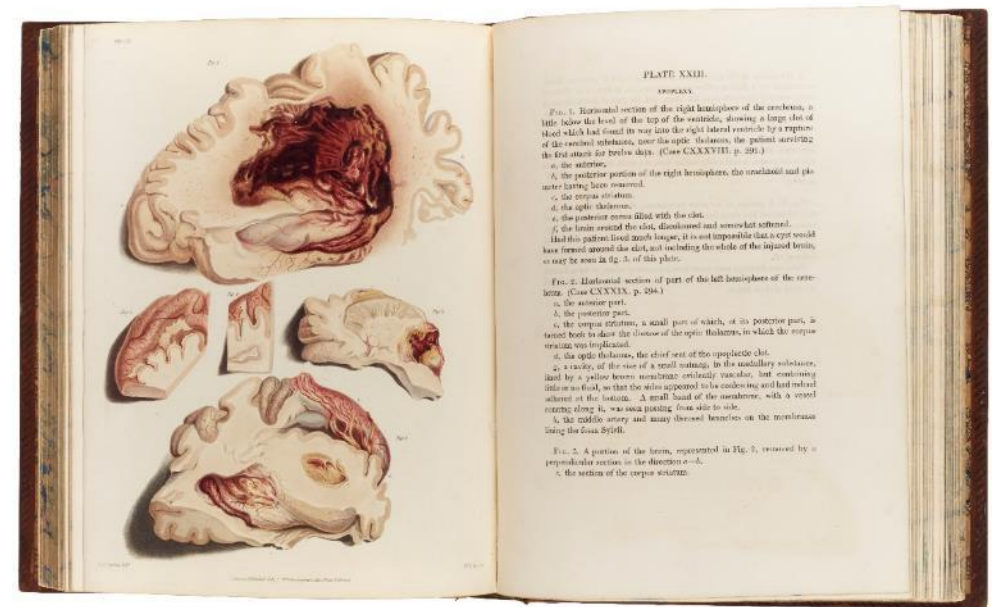 Fig. 1.
PLATE XXIII.
APOPLEXY.
Fig. 1. Horizontal section of the right hemisphere of the cerebrum, a
little below the level of the top of the ventricle, showing a large clot of
blood which had found its way into the right lateral ventricle by a rupture
of the cerebral substance, near the optic thalamus, the patient surviving
the first attack for twelve days. (Case CXXXVIII. p. 291.)
a, the anterior,
b, the posterior portion of the right hemisphere, the arachnoid and pia
mater having been removed.
c, the corpus striatum.
d, the optic thalamus.
e, the posterior cornu filled with the clot.
f, the brain around the clot, discoloured and somewhat softened.
Had this patient lived much longer, it is not impossible that a cyst would
have formed around the clot, not including the whole of the injured brain,
as may be seen in fig. 3. of this plate.
Fig. 2. Horizontal section of part of the left hemisphere of the cere-
brum. (Case CXXXIX. p. 294.)
a, the anterior part.
b, the posterior part.
c, the corpus striatum, a small part of which, at its posterior part, is
turned back to show the disease of the optic thalamus, in which the corpus
striatum was implicated.
d, the optic thalamus, the chief seat of the apoplectic clot.
g, a cavity, of the size of a small nutmeg, in the medullary substance,
lined by a yellow brown membrane evidently vascular, but containing
little or no fluid, so that the sides appeared to be coalescing and had indeed
adhered at the bottom. A small band of the membrane, with a vessel
running along it, was seen passing from side to side.
h, the middle artery and many diseased branches on the membranes
lining the fossa Sylvii.
Fig. 3. A portion of the brain, represented in Fig. 2, removed by a
perpendicular section in the direction a—b.
c, the section of the corpus striatum.